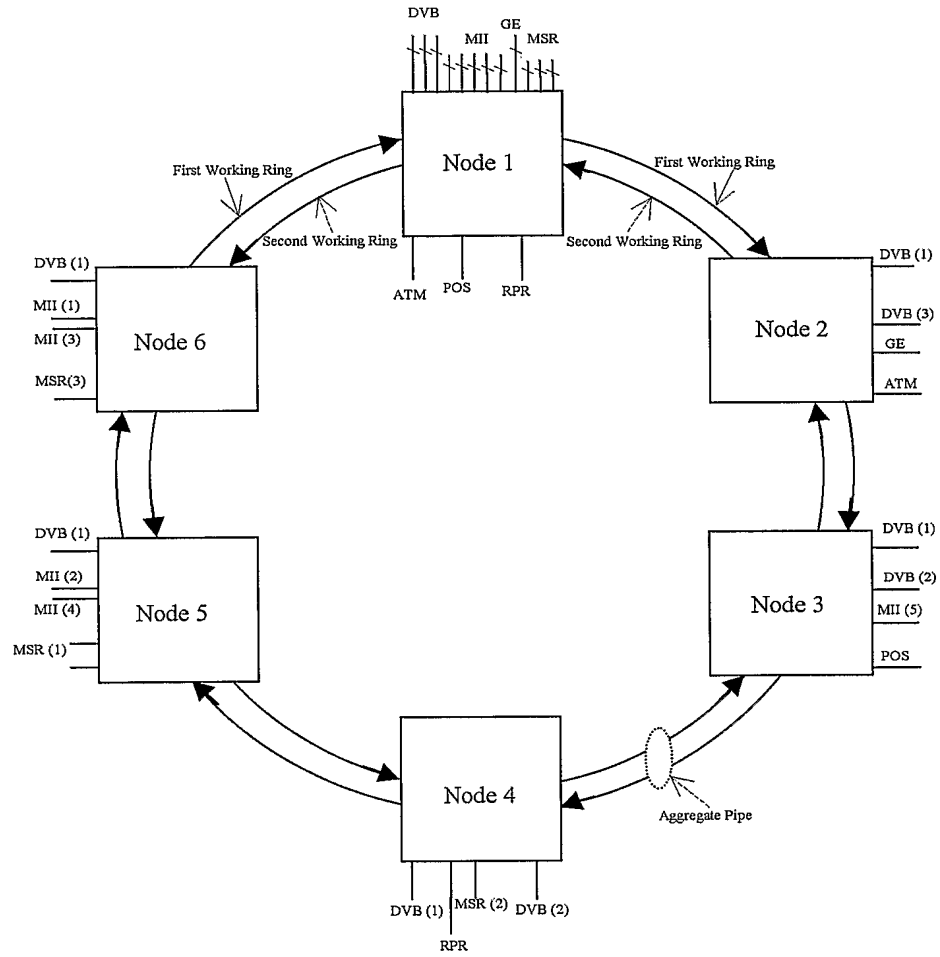 DVB
GE
MII
MSR
Node 1
First Working Ring
First Working Ring
Second Working Ring
Second Working Ring
ATM
POS
RPR
DVB (1)
MII (1)
MII (3)
MSR(3)
Node 6
DVB (1)
DVB (3)
GE
ATM
Node 2
DVB (1)
MII (2)
MII (4)
MSR (1)
Node 5
DVB (1)
DVB (2)
MII (5)
POS
Node 3
Node 4
Aggregate Pipe
DVB (1)
MSR (2)
DVB (2)
RPR